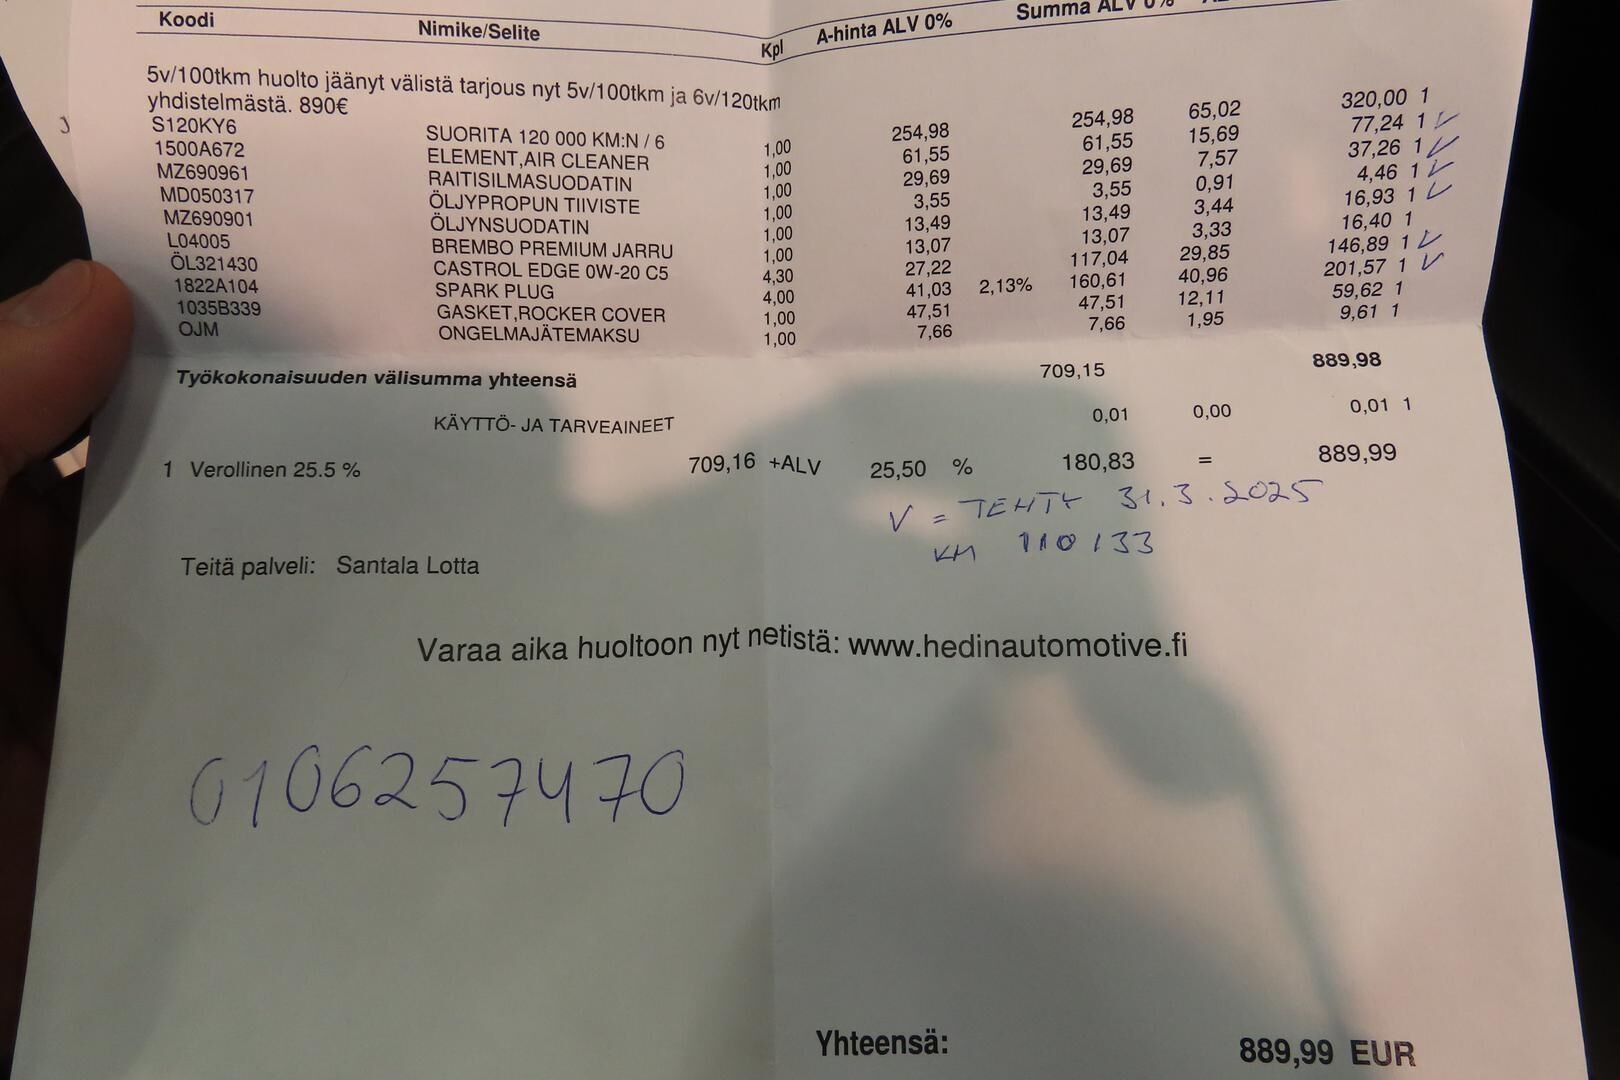 Koodi Nimike/Selite Kpl A-hinta ALV 0% Summa ALV 0%
5v/100tkm huolto jäänyt välistä tarjous nyt 5v/100tkm ja 6v/120tkm
yhdistelmästä. 890€
S120KY6 SUORITA 120 000 KM:N / 6 1,00 254,98 254,98 65,02 320,00 1
1500A672 ELEMENT,AIR CLEANER 1,00 61,55 61,55 15,69 77,24 1 ✓
MZ690961 RAITISILMASUODATIN 1,00 29,69 29,69 7,57 37,26 1 ✓
MD050317 ÖLJYPROPUN TIIVISTE 1,00 3,55 3,55 0,91 4,46 1 ✓
MZ690901 ÖLJYNSUODATIN 1,00 13,49 13,49 3,44 16,93 1 ✓
L04005 BREMBO PREMIUM JARRU 1,00 13,07 13,07 3,33 16,40 1
ÖL321430 CASTROL EDGE 0W-20 C5 4,30 27,22 117,04 29,85 146,89 1 ✓
1822A104 SPARK PLUG 4,00 41,03 2,13% 160,61 40,96 201,57 1 ✓
1035B339 GASKET,ROCKER COVER 1,00 47,51 47,51 12,11 59,62 1
OJM ONGELMAJÄTEMAKSU 1,00 7,66 7,66 1,95 9,61 1
Työkokonaisuuden välisumma yhteensä 709,15 889,98
KÄYTTÖ- JA TARVEAINEET 0,01 0,00 0,01 1
1 Verollinen 25.5 % 709,16 +ALV 25,50 % 180,83 = 889,99
V = TEHTY 31.3.2025
KM 110 133
Teitä palveli: Santala Lotta
Varaa aika huoltoon nyt netistä: www.hedinautomotive.fi
0106257470
Yhteensä: 889,99 EUR